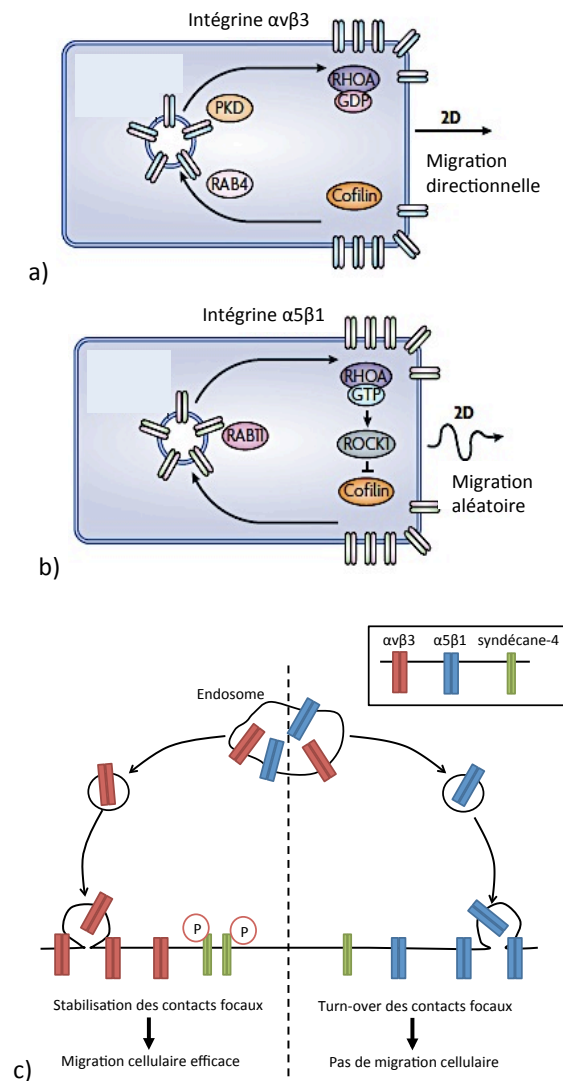 Intégrine αvβ3
PKD
RHOA
GDP
RAB4
Cofilin
2D
Migration
directionnelle
a)
Intégrine α5β1
RAB11
RHOA
GTP
ROCK1
Cofilin
2D
Migration
aléatoire
b)
αvβ3 α5β1 syndécane-4
Endosome
P P
Stabilisation des contacts focaux Turn-over des contacts focaux
Migration cellulaire efficace Pas de migration cellulaire
c)